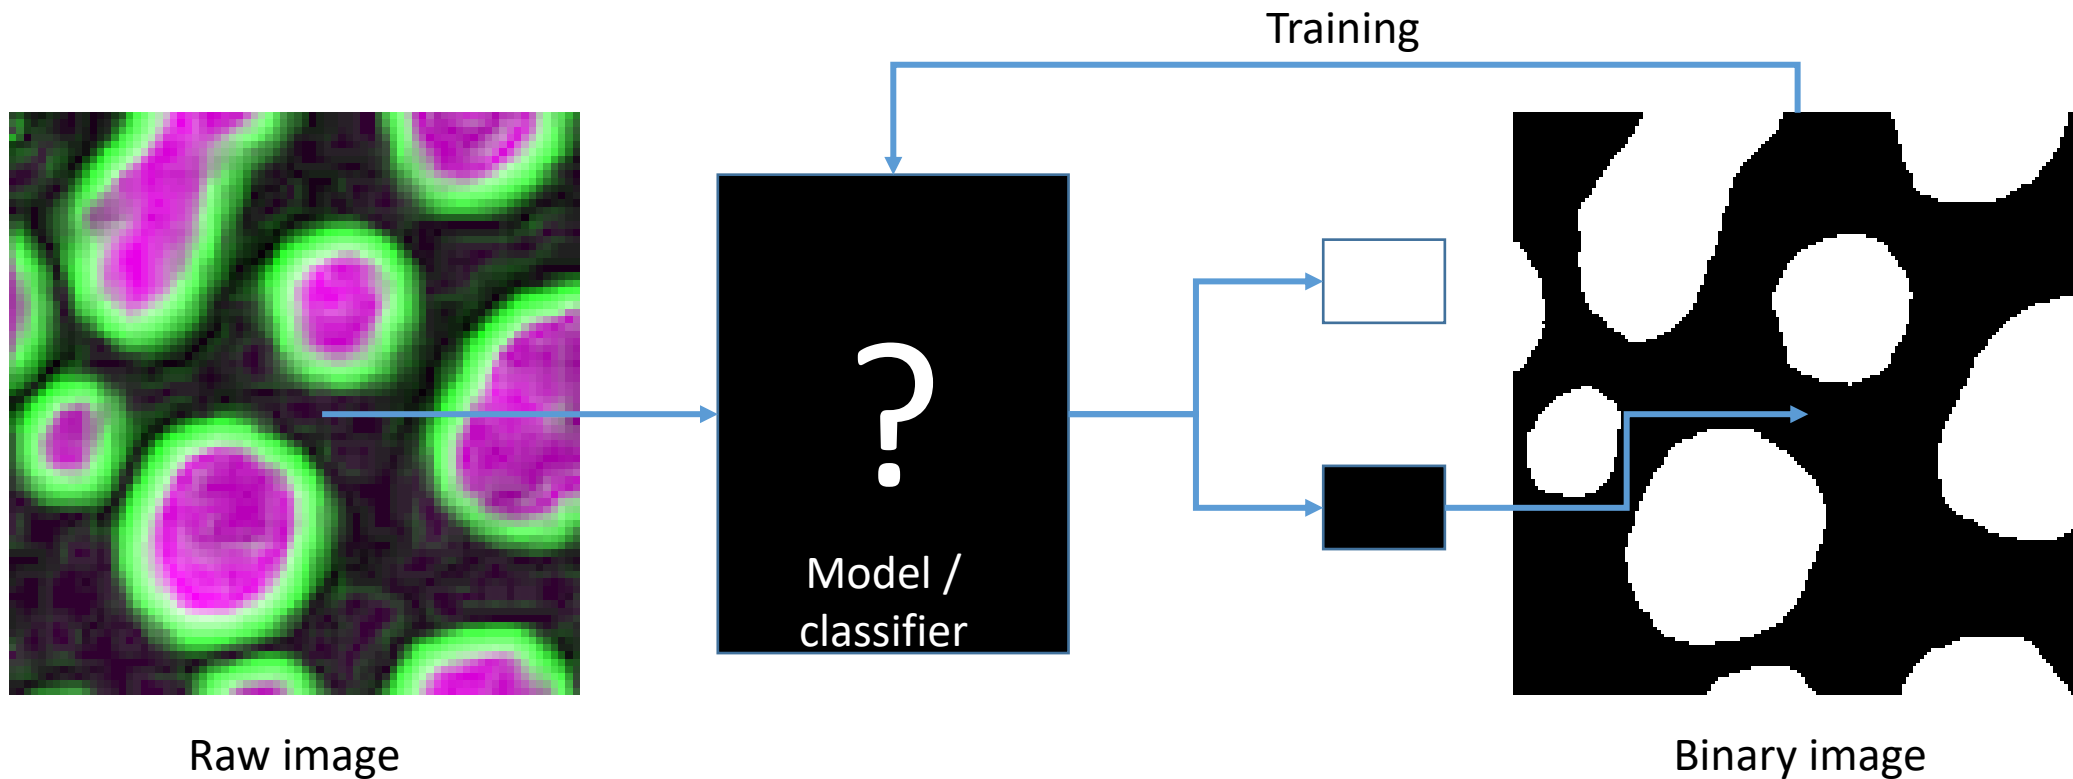 Training
?
Model /
classifier
Raw image
Binary image